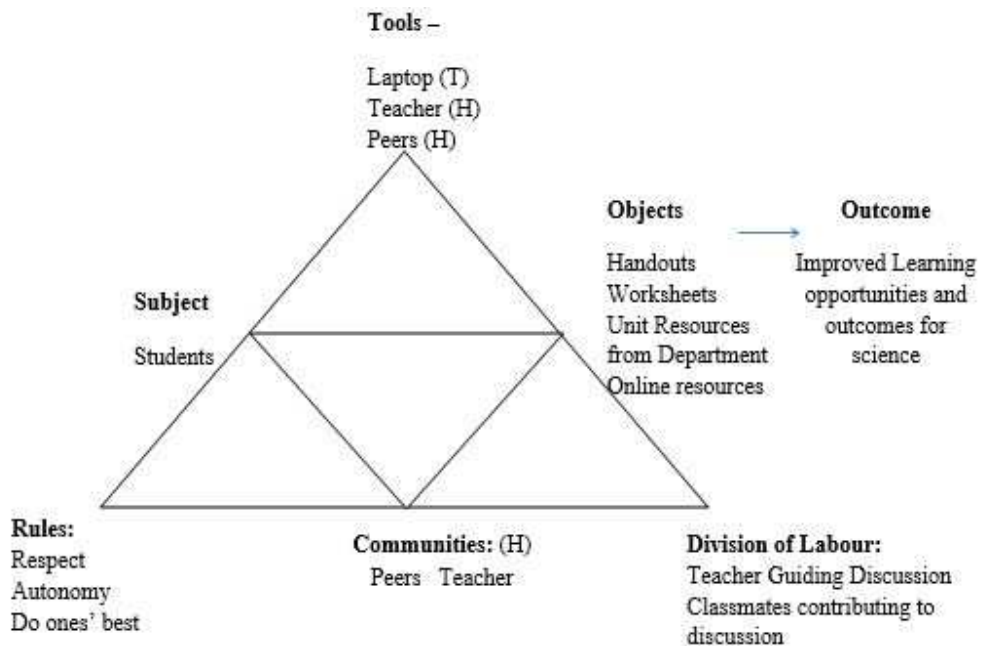 Tools –
Laptop (T)
Teacher (H)
Peers (H)
Subject
Students
Objects
Handouts
Worksheets
Unit Resources
from Department
Online resources
Outcome
Improved Learning
opportunities and
outcomes for
science
Rules:
Respect
Autonomy
Do ones’ best
Communities: (H)
Peers Teacher
Division of Labour:
Teacher Guiding Discussion
Classmates contributing to
discussion